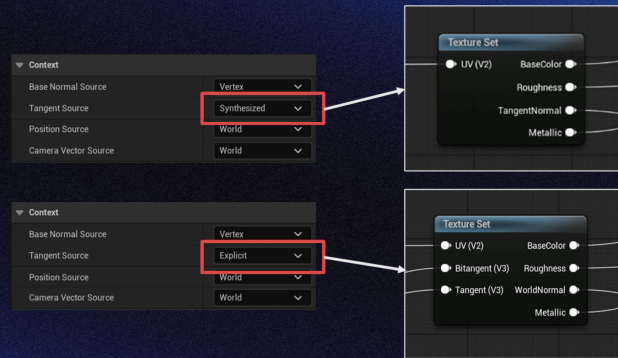 Context
Base Normal Source Vertex
Tangent Source Synthesized
Position Source World
Camera Vector Source World
Texture Set
UV (V2) BaseColor
Roughness
TangentNormal
Metallic
Context
Base Normal Source Vertex
Tangent Source Explicit
Position Source World
Camera Vector Source World
Texture Set
UV (V2) BaseColor
Bitangent (V3) Roughness
Tangent (V3) WorldNormal
Metallic